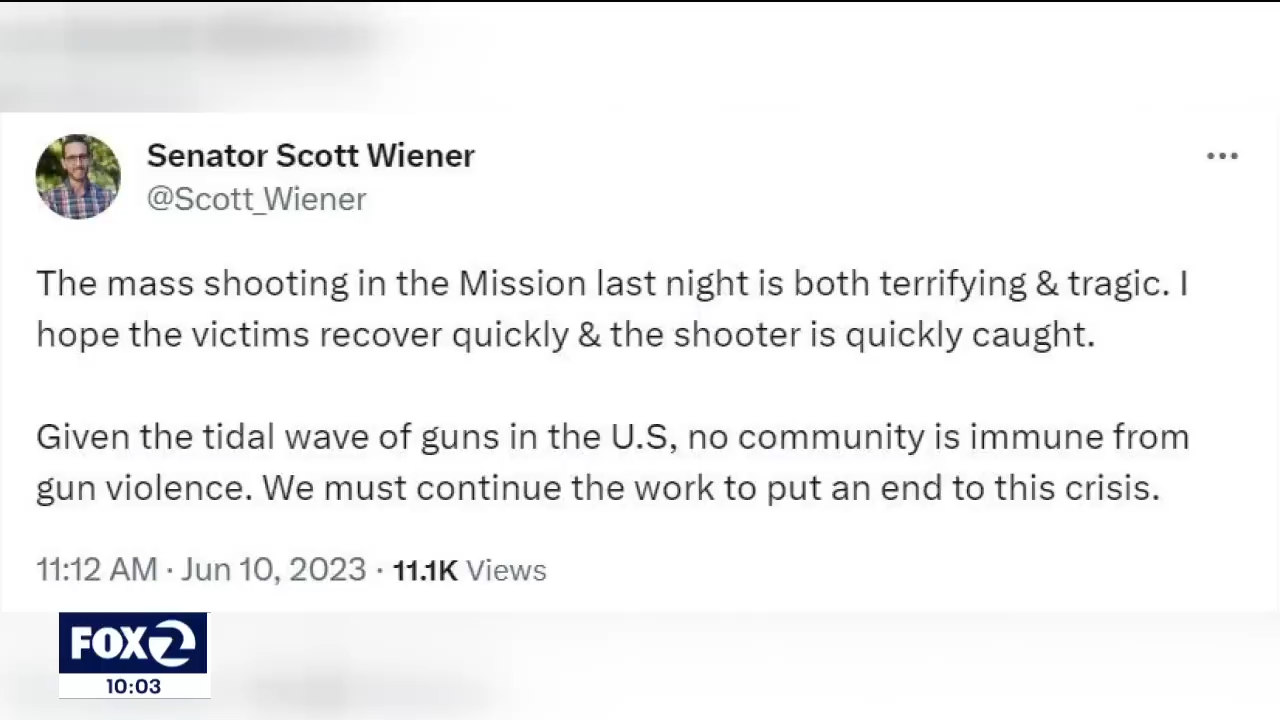 Senator Scott Wiener
@Scott_Wiener
The mass shooting in the Mission last night is both terrifying & tragic. I
hope the victims recover quickly & the shooter is quickly caught.
Given the tidal wave of guns in the U.S, no community is immune from
gun violence. We must continue the work to put an end to this crisis.
11:12 AM · Jun 10, 2023 · 11.1K Views
FOX 2
10:03